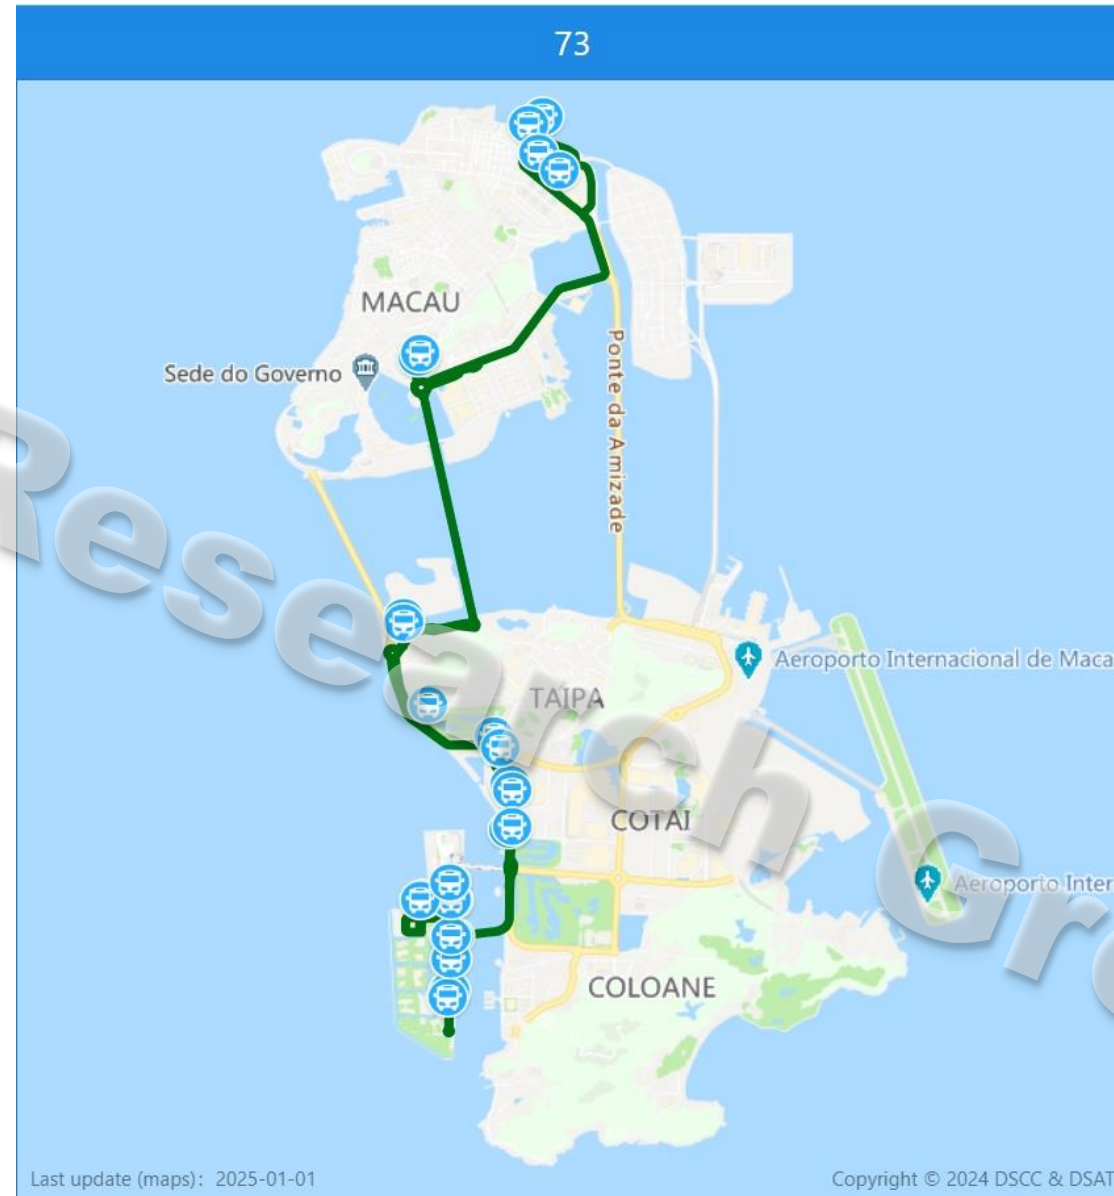 73
MACAU
Sede do Governo
Ponte da Amizade
Aeroporto Internacional de Maca
TAIPA
COTAI
Aeroporto Inter
COLOANE
Research Gro
Last update (maps): 2025-01-01
Copyright © 2024 DSCC & DSAT